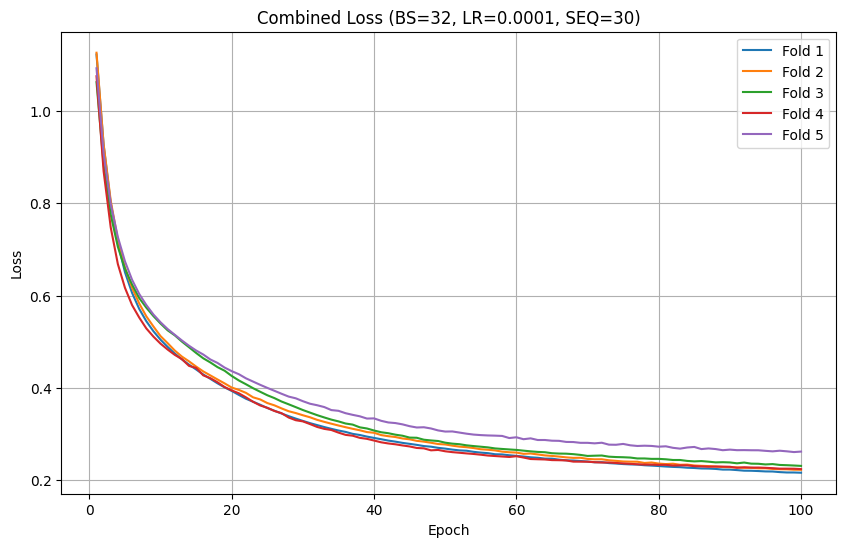 Combined Loss (BS=32, LR=0.0001, SEQ=30)
Fold 1
Fold 2
Fold 3
Fold 4
Fold 5
Loss
1.0
0.8
0.6
0.4
0.2
0 20 40 60 80 100
Epoch